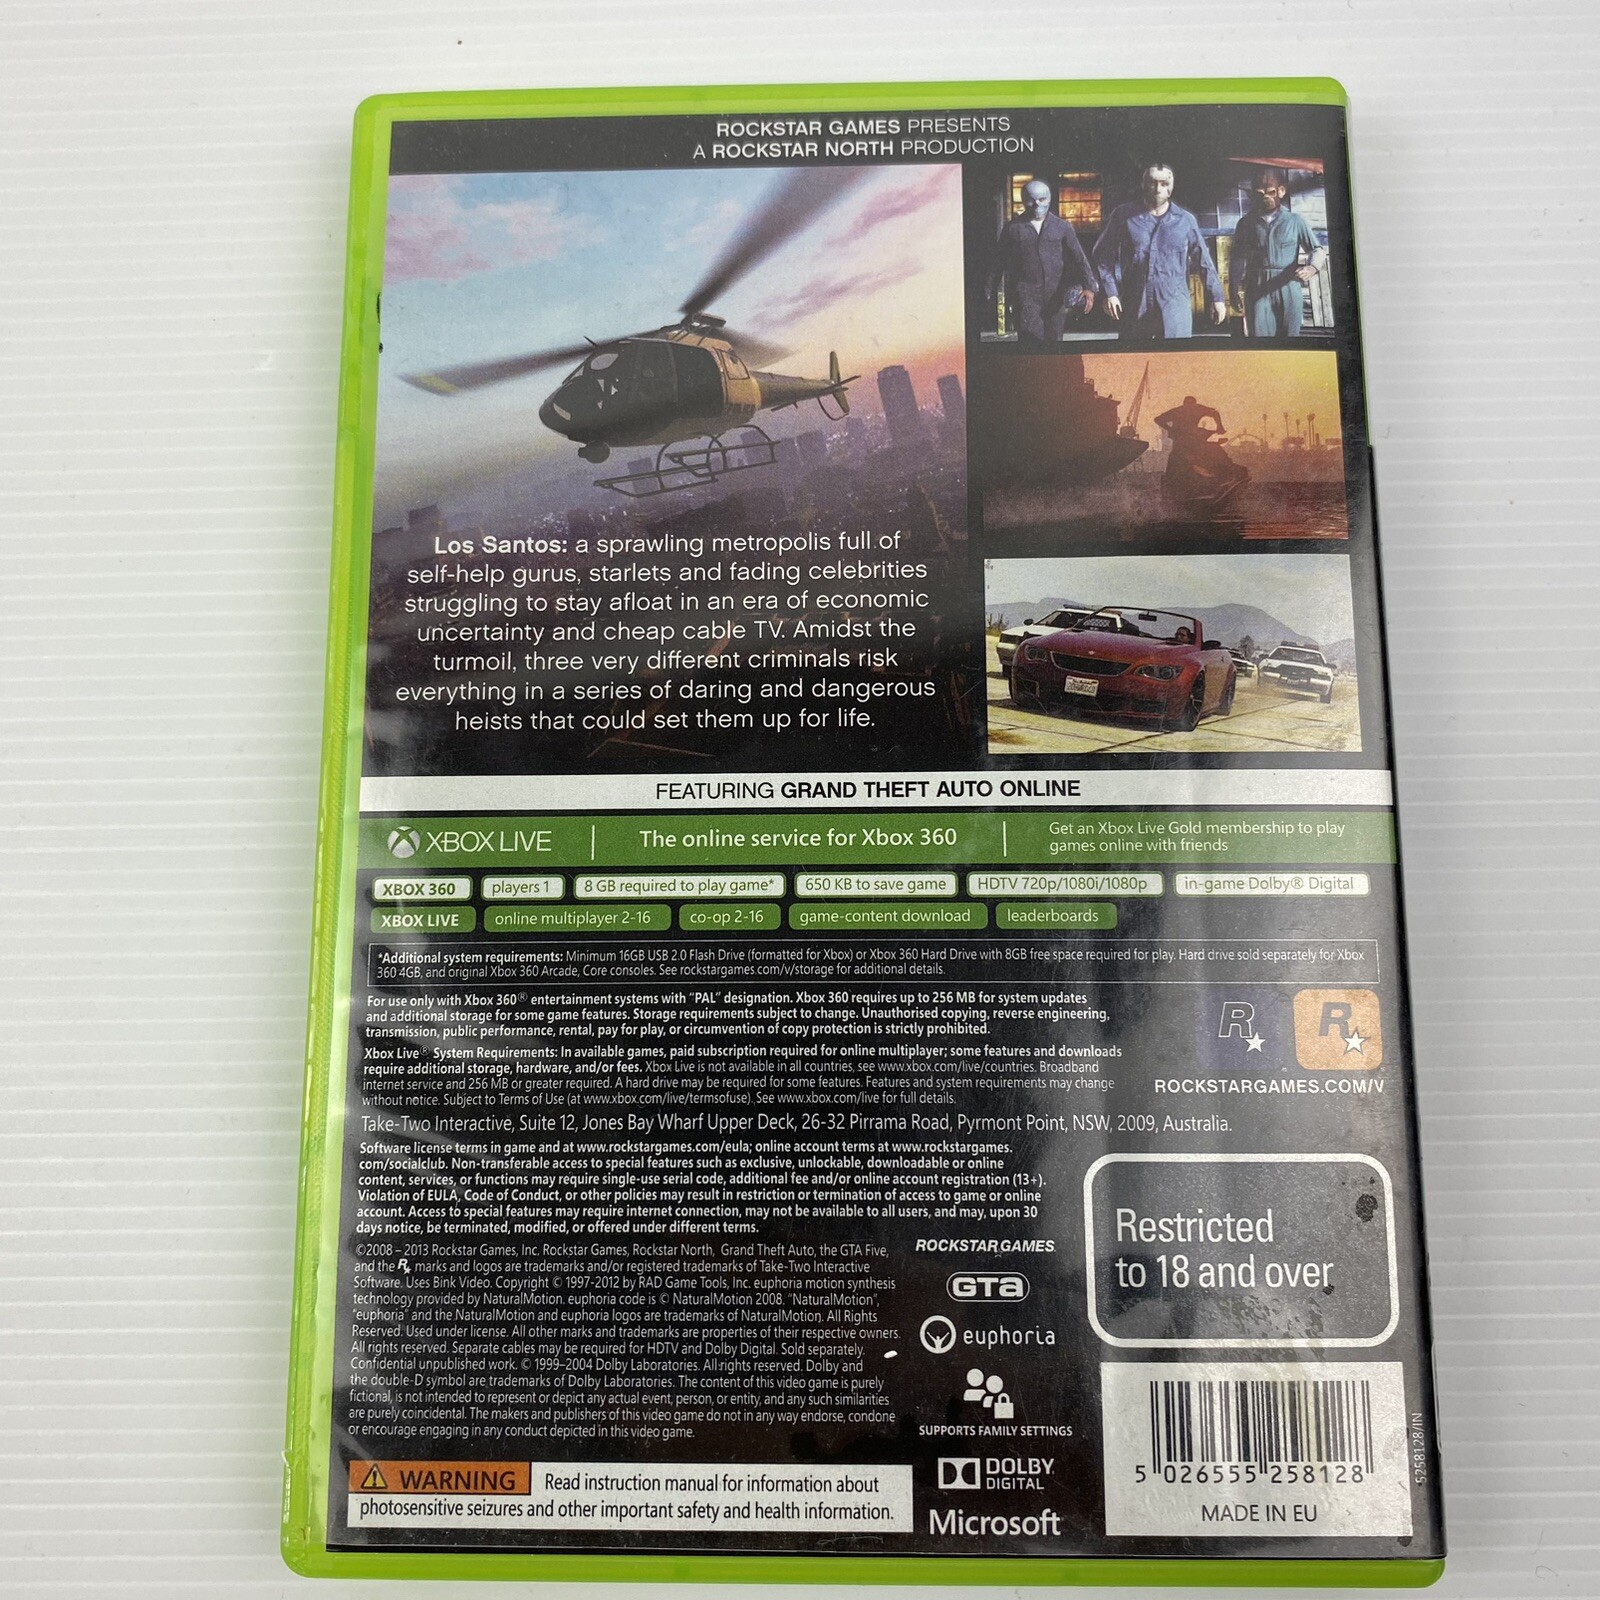 ROCKSTAR GAMES PRESENTS
A ROCKSTAR NORTH PRODUCTION
Los Santos: a sprawling metropolis full of
self-help gurus, starlets and fading celebrities
struggling to stay afloat in an era of economic
uncertainty and cheap cable TV. Amidst the
turmoil, three very different criminals risk
everything in a series of daring and dangerous
heists that could set them up for life.
FEATURING GRAND THEFT AUTO ONLINE
XBOX LIVE
The online service for Xbox 360
Get an Xbox Live Gold membership to play
games online with friends
XBOX 360 players 1 8 GB required to play game* 650 KB to save game HDTV 720p/1080i/1080p in-game Dolby® Digital
XBOX LIVE online multiplayer 2-16 co-op 2-16 game-content download leaderboards
*Additional system requirements: Minimum 16GB USB 2.0 Flash Drive (formatted for Xbox) or Xbox 360 Hard Drive with 8GB free space required for play. Hard drive sold separately for Xbox
360 4GB, and original Xbox 360 Arcade, Core consoles. See rockstargames.com/v/storage for additional details.
For use only with Xbox 360® entertainment systems with "PAL" designation. Xbox 360 requires up to 256 MB for system updates
and additional storage for some game features. Storage requirements subject to change. Unauthorised copying, reverse engineering,
transmission, public performance, rental, pay for play, or circumvention of copy protection is strictly prohibited.
Xbox Live® System Requirements: In available games, paid subscription required for online multiplayer; some features and downloads
require additional storage, hardware, and/or fees. Xbox Live is not available in all countries, see www.xbox.com/live/countries. Broadband
internet service and 256 MB or greater required. A hard drive may be required for some features. Features and system requirements may change
without notice. Subject to Terms of Use (at www.xbox.com/live/termsofuse). See www.xbox.com/live for full details.
R R
ROCKSTARGAMES.COM/V
Take-Two Interactive, Suite 12, Jones Bay Wharf Upper Deck, 26-32 Pirrama Road, Pyrmont Point, NSW, 2009, Australia.
Software license terms in game and at www.rockstargames.com/eula; online account terms at www.rockstargames.
com/socialclub. Non-transferable access to special features such as exclusive, unlockable, downloadable or online
content, services, or functions may require single-use serial code, additional fee and/or online account registration (13+).
Violation of EULA, Code of Conduct, or other policies may result in restriction or termination of access to game or online
account. Access to special features may require internet connection, may not be available to all users, and may, upon 30
days notice, be terminated, modified, or offered under different terms.
©2008 – 2013 Rockstar Games, Inc. Rockstar Games, Rockstar North, Grand Theft Auto, the GTA Five,
and the R marks and logos are trademarks and/or registered trademarks of Take-Two Interactive
Software. Uses Bink Video. Copyright © 1997-2012 by RAD Game Tools, Inc. euphoria motion synthesis
technology provided by NaturalMotion. euphoria code is © NaturalMotion 2008. "NaturalMotion",
"euphoria" and the NaturalMotion and euphoria logos are trademarks of NaturalMotion. All Rights
Reserved. Used under license. All other marks and trademarks are properties of their respective owners.
All rights reserved. Separate cables may be required for HDTV and Dolby Digital. Sold separately.
Confidential unpublished work. © 1999–2004 Dolby Laboratories. All rights reserved. Dolby and
the double-D symbol are trademarks of Dolby Laboratories. The content of this video game is purely
fictional, is not intended to represent or depict any actual event, person, or entity, and any such similarities
are purely coincidental. The makers and publishers of this video game do not in any way endorse, condone
or encourage engaging in any conduct depicted in this video game.
ROCKSTAR GAMES
GTA
euphoria
SUPPORTS FAMILY SETTINGS
DOLBY
DIGITAL
Microsoft
Restricted
to 18 and over
WARNING Read instruction manual for information about
photosensitive seizures and other important safety and health information.
5 026555 258128
MADE IN EU
5258128/IN